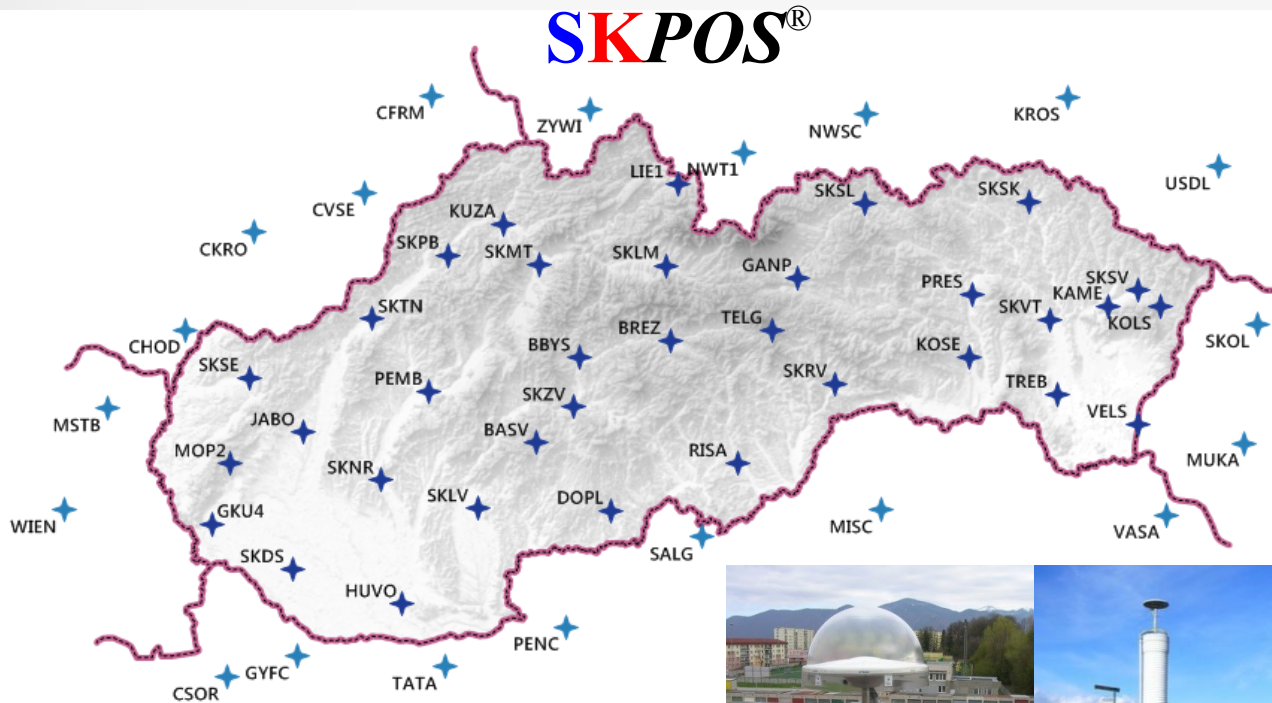 SKPOS®
CFRM
ZYWI
NWSC
KROS
LIE1
NWT1
USDL
CVSE
SKSL
SKSK
KUZA
CKRO
SKPB
SKMT
SKLM
GANP
PRES
SKSV
KAME
SKVT
KOLS
SKTN
TELG
BREZ
SKOL
CHOD
BBYS
KOSE
SKSE
PEMB
SKRV
TREB
SKZV
JABO
VELS
MSTB
BASV
MOP2
RISA
MUKA
SKNR
SKLV
DOPL
GKU4
WIEN
MISC
VASA
SKDS
SALG
HUVO
PENC
GYFC
TATA
CSOR